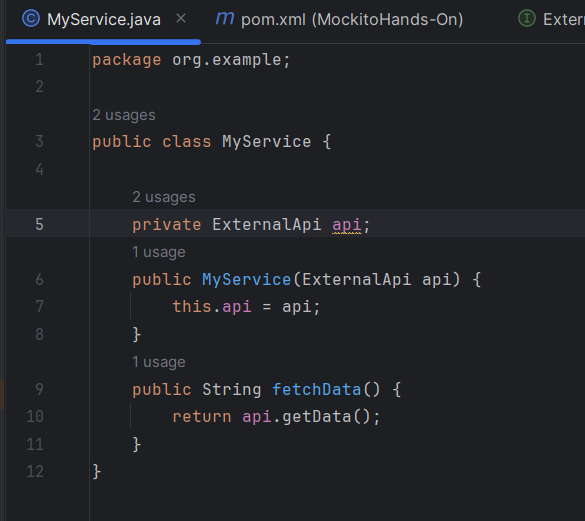 MyService.java
pom.xml (MockitoHands-On)
Exter
1 package org.example;
2
2 usages
3 public class MyService {
4
2 usages
5 private ExternalApi api;
1 usage
6 public MyService(ExternalApi api) {
7 this.api = api;
8 }
1 usage
9 public String fetchData() {
10 return api.getData();
11 }
12 }